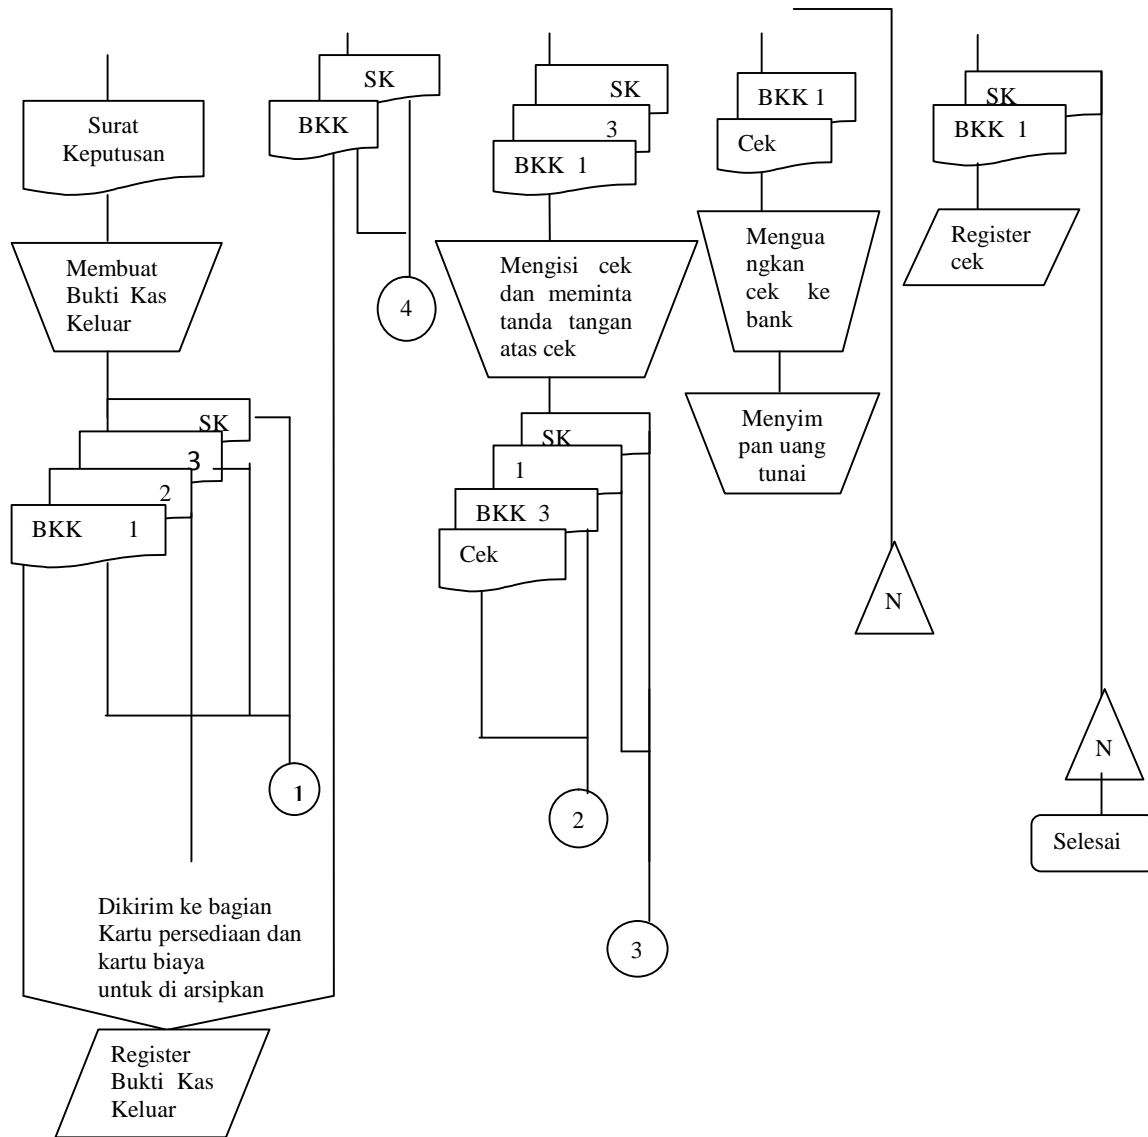 Surat
Keputusan
Membuat
Bukti Kas
Keluar
SK
3
2
BKK 1
1
Dikirim ke bagian
Kartu persediaan dan
kartu biaya
untuk di arsipkan
Register
Bukti Kas
Keluar
SK
BKK
4
SK
3
BKK 1
Mengisi cek
dan meminta
tanda tangan
atas cek
SK
1
BKK 3
Cek
2
3
BKK 1
Cek
Mengua
ngkan
cek ke
bank
Menyim
pan uang
tunai
N
SK
BKK 1
Register
cek
N
Selesai